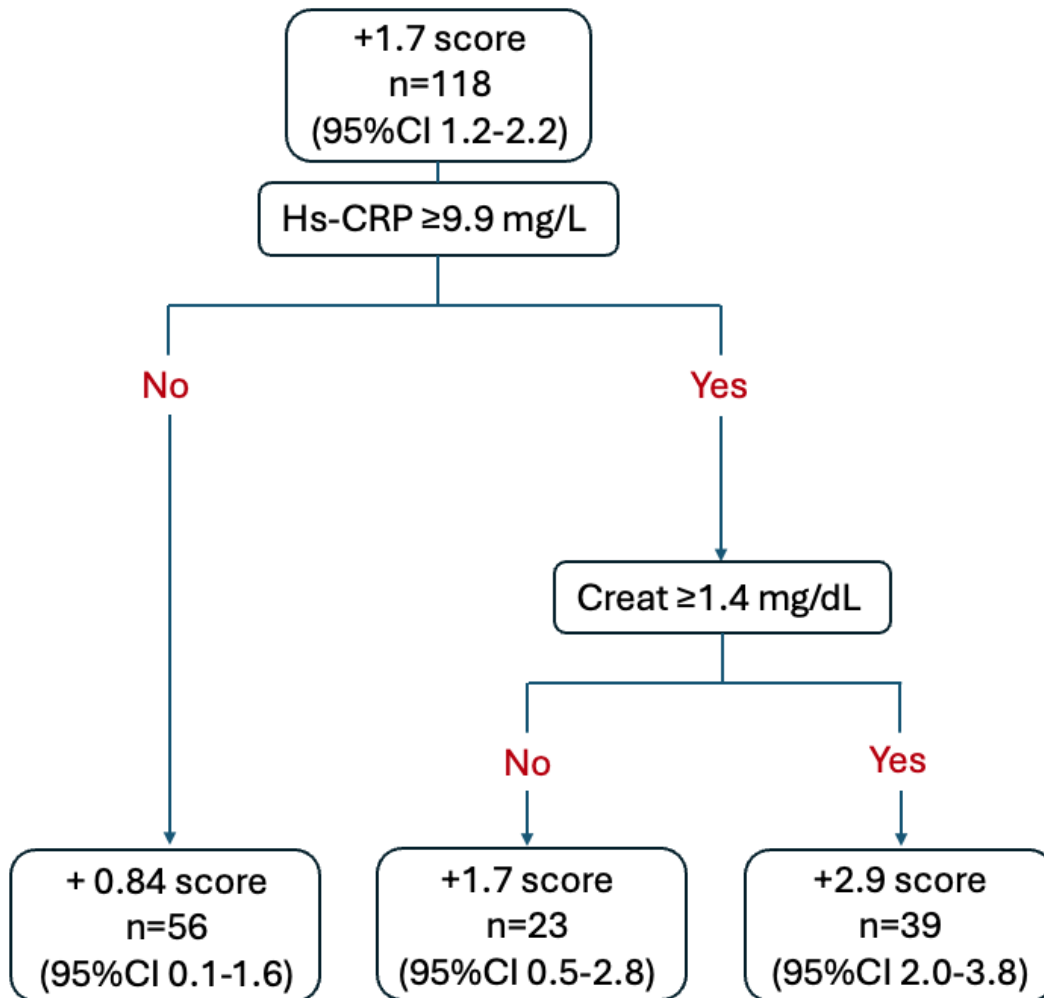 +1.7 score
n=118
(95%CI 1.2-2.2)
Hs-CRP ≥9.9 mg/L
No
Yes
Creat ≥1.4 mg/dL
No
Yes
+ 0.84 score
n=56
(95%CI 0.1-1.6)
+1.7 score
n=23
(95%CI 0.5-2.8)
+2.9 score
n=39
(95%CI 2.0-3.8)